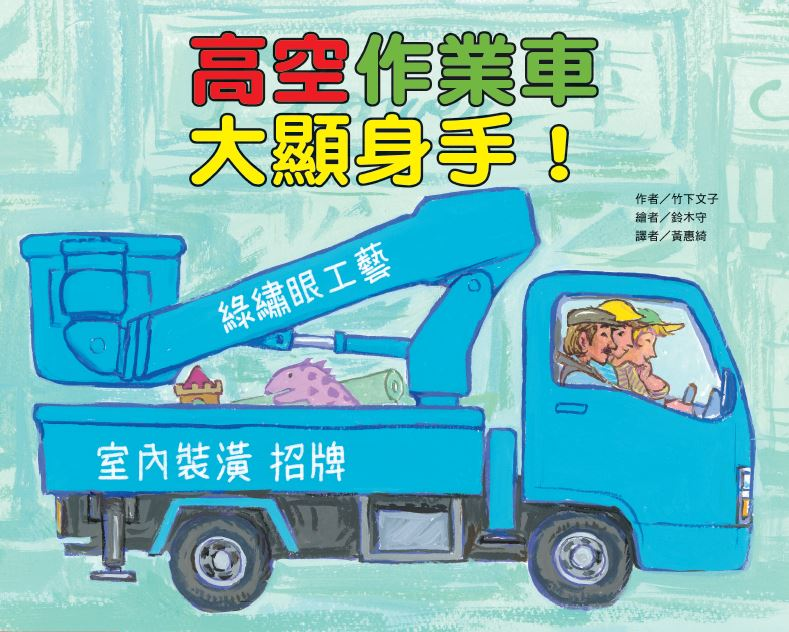 高空作業車
大顯身手！
作者／竹下文子
繪者／鈴木守
譯者／黃惠綺
綠繡眼工藝
室內裝潢 招牌